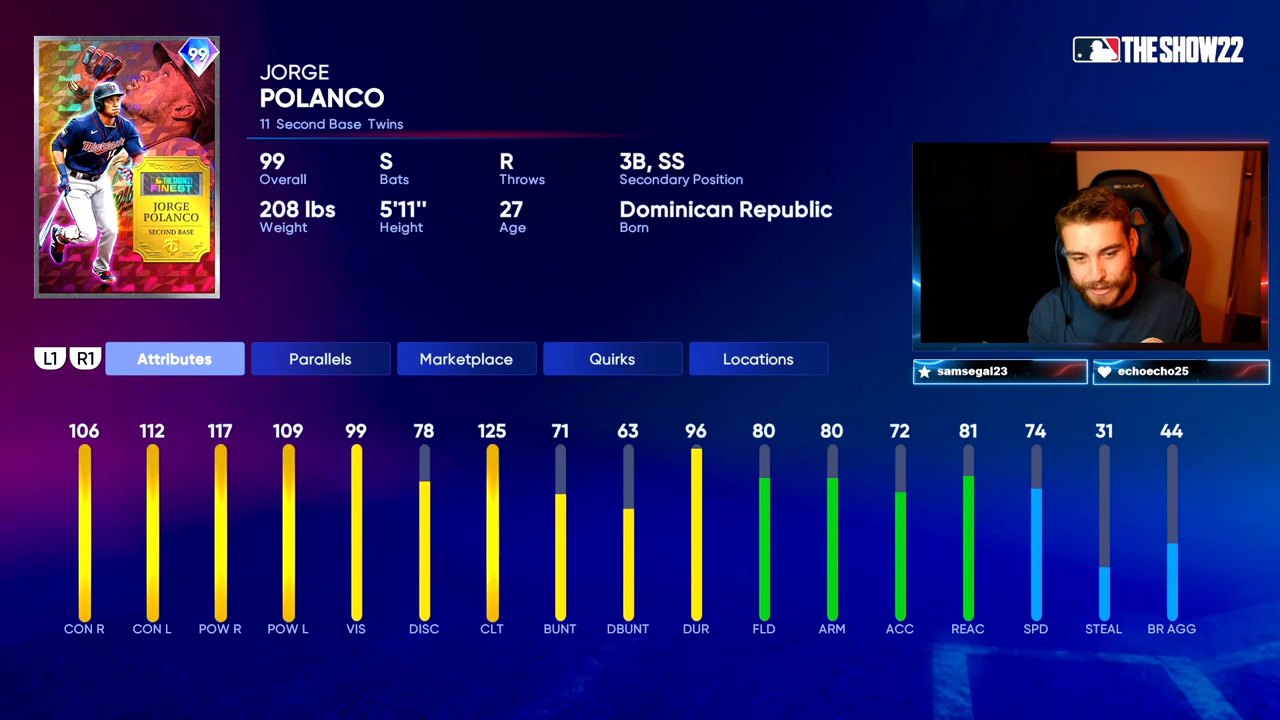 99
THE SHOW22
JORGE
POLANCO
11 Second Base Twins
99 S R 3B, SS
Overall Bats Throws Secondary Position
208 lbs 5'11" 27 Dominican Republic
Weight Height Age Born
THE SHOW22
FINEST
JORGE
POLANCO
SECOND BASE
L1 R1 Attributes Parallels Marketplace Quirks Locations
samsegal23 echoecho25
106 112 117 109 99 78 125 71 63 96 80 80 72 81 74 31 44
CON R CON L POW R POW L VIS DISC CLT BUNT DBUNT DUR FLD ARM ACC REAC SPD STEAL BR AGG